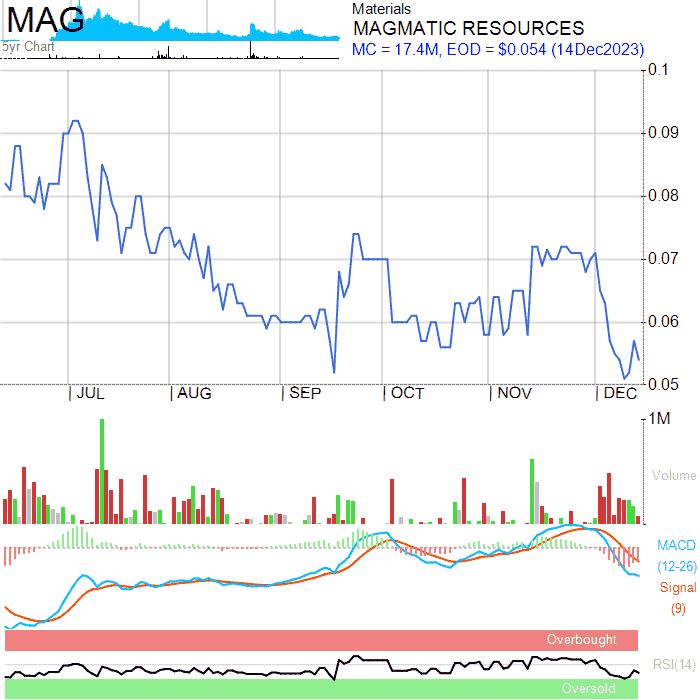 MAG
5yr Chart
Materials
MAGMATIC RESOURCES
MC = 17.4M, EOD = $0.054 (14Dec2023)
0.1
0.09
0.08
0.07
0.06
0.05
JUL
AUG
SEP
OCT
NOV
DEC
1M
Volume
MACD
(12-26)
Signal
(9)
Overbought
RSI(14)
Oversold